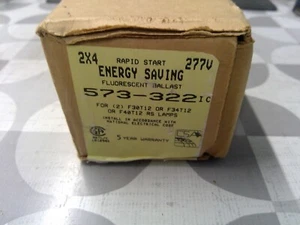 2X4 RAPID START 277V
ENERGY SAVING
FLUORESCENT BALLAST
573-322IC
FOR (2) F30T12 OR F34T12
OR F40T12 RS LAMPS
INSTALL IN ACCORDANCE WITH
NATIONAL ELECTRICAL CODE
5 YEAR WARRANTY